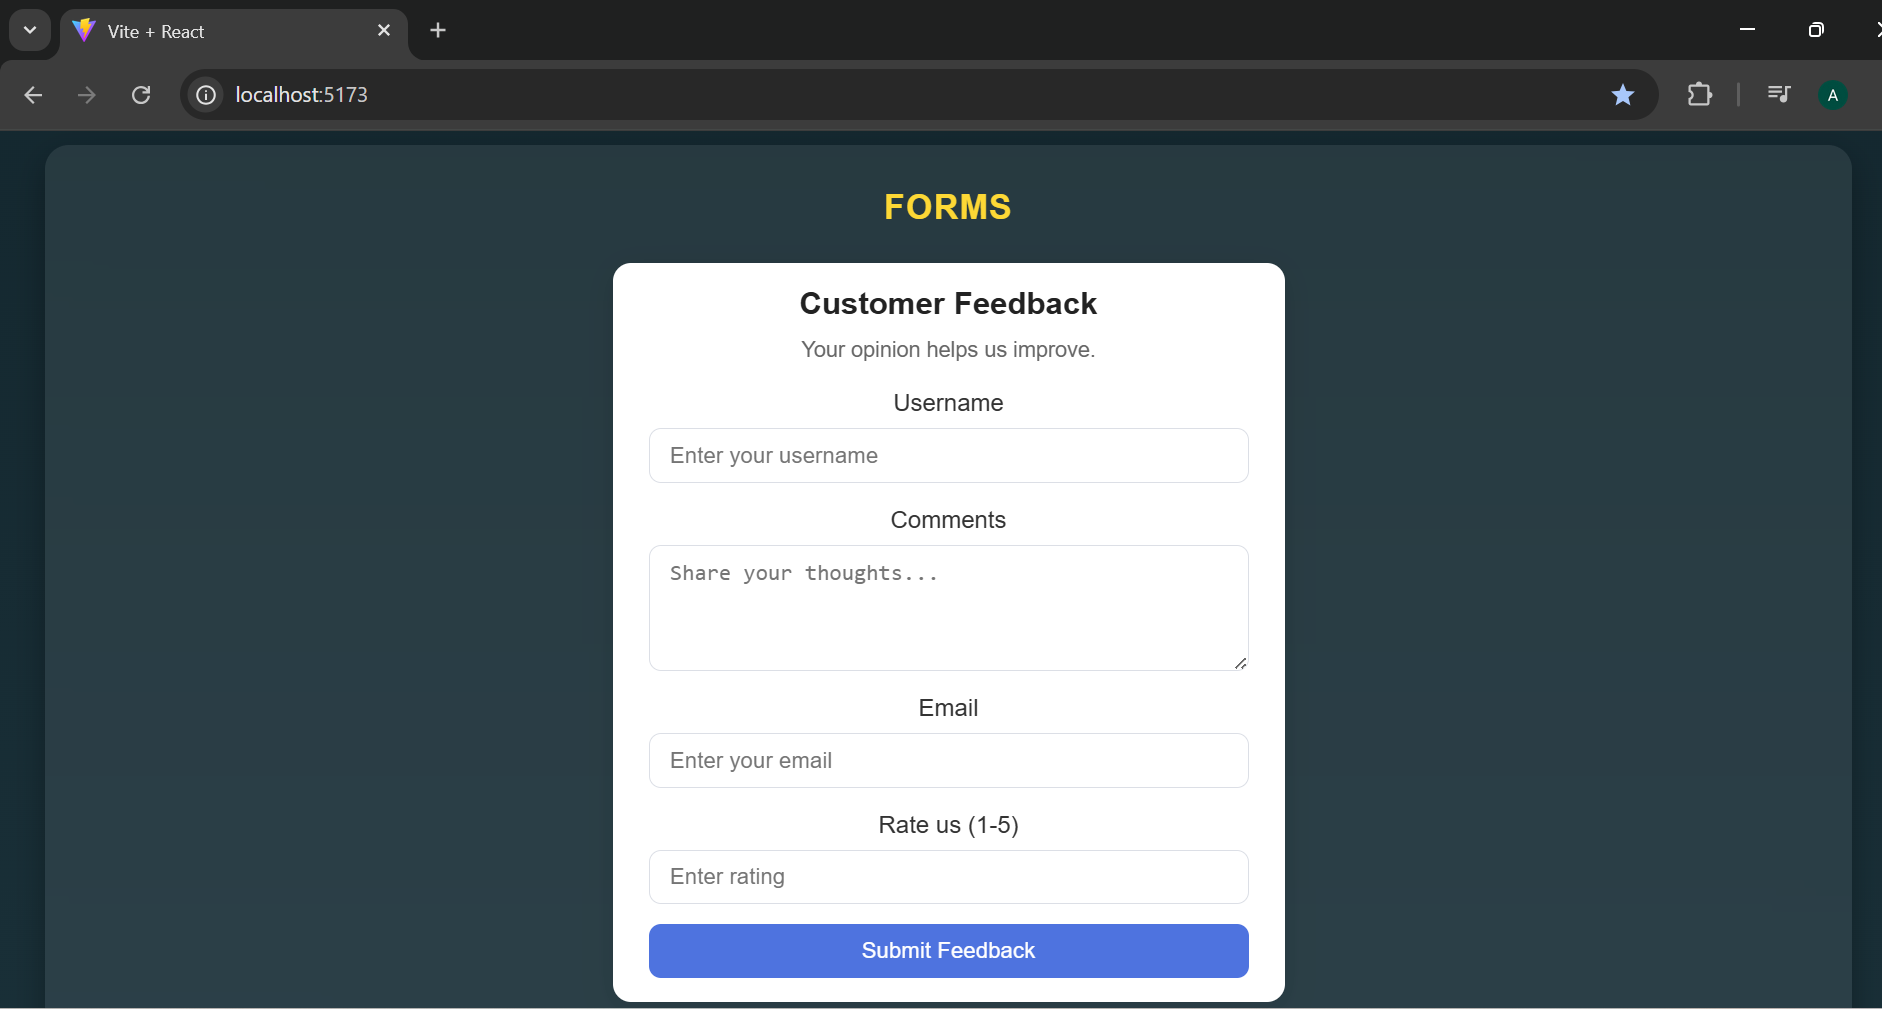 Vite + React
localhost:5173
A
FORMS
Customer Feedback
Your opinion helps us improve.
Username
Enter your username
Comments
Share your thoughts...
Email
Enter your email
Rate us (1-5)
Enter rating
Submit Feedback